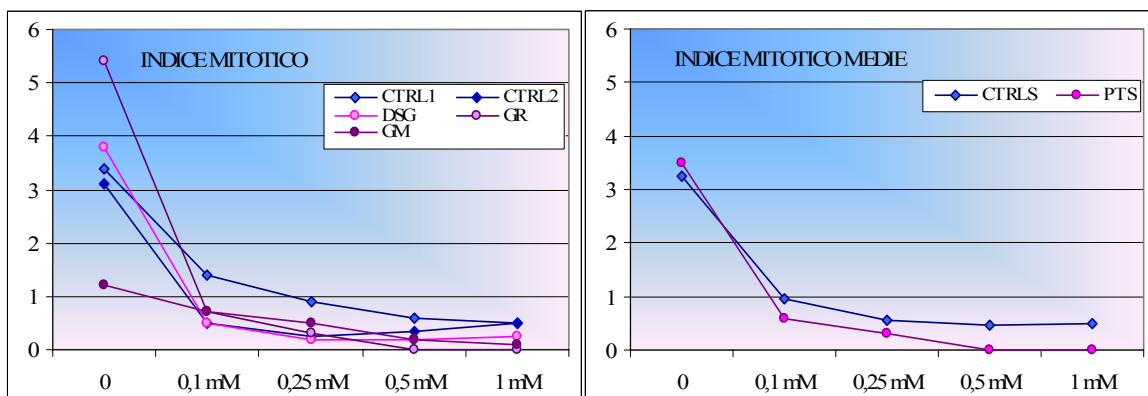 INDICE MITOTICO
CTRL1 CTRL2
DSG GR
GM
6
5
4
3
2
1
0
0 0,1 mM 0,25 mM 0,5 mM 1 mM
INDICE MITOTICO MEDIE
CTRLS PTS
6
5
4
3
2
1
0
0 0,1 mM 0,25 mM 0,5 mM 1 mM